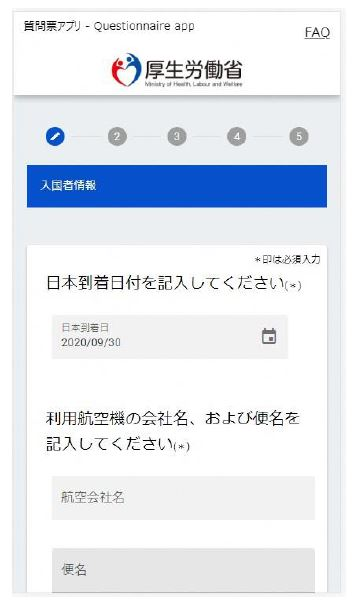 質問票アプリ - Questionnaire app
FAQ
厚生労働省
Ministry of Health, Labour and Welfare
2 3 4 5
入国者情報
*印は必須入力
日本到着日付を記入してください(*)
日本到着日
2020/09/30
利用航空機の会社名、および便名を
記入してください(*)
航空会社名
便名